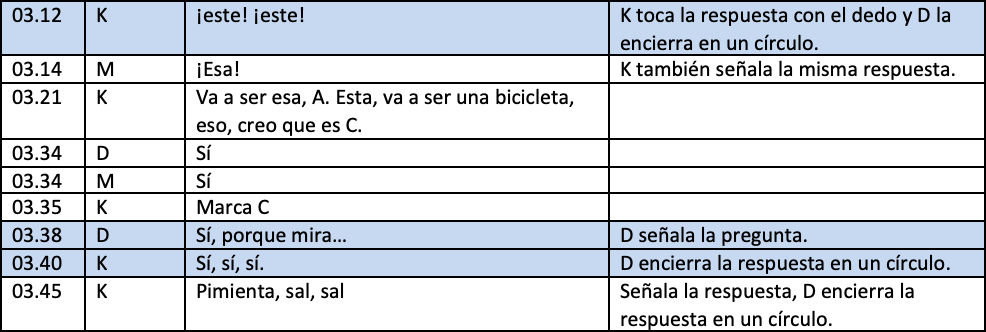 03.12 K ¡este! ¡este! K toca la respuesta con el dedo y D la
encierra en un círculo.
03.14 M ¡Esa! K también señala la misma respuesta.
03.21 K Va a ser esa, A. Esta, va a ser una bicicleta,
eso, creo que es C.
03.34 D Sí
03.34 M Sí
03.35 K Marca C
03.38 D Sí, porque mira… D señala la pregunta.
03.40 K Sí, sí, sí. D encierra la respuesta en un círculo.
03.45 K Pimienta, sal, sal Señala la respuesta, D encierra la
respuesta en un círculo.